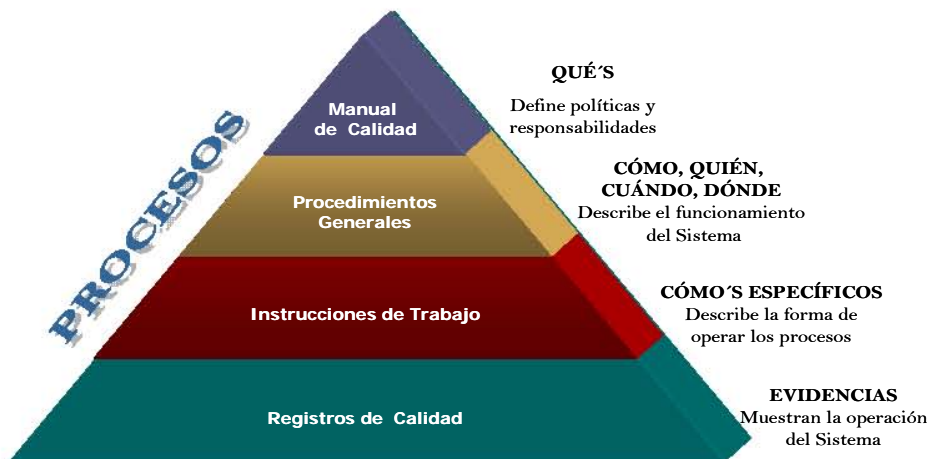 PROCESOS
Manual
de Calidad
QUÉ´S
Define políticas y
responsabilidades
Procedimientos
Generales
CÓMO, QUIÉN,
CUÁNDO, DÓNDE
Describe el funcionamiento
del Sistema
Instrucciones de Trabajo
CÓMO´S ESPECÍFICOS
Describe la forma de
operar los procesos
Registros de Calidad
EVIDENCIAS
Muestran la operación
del Sistema